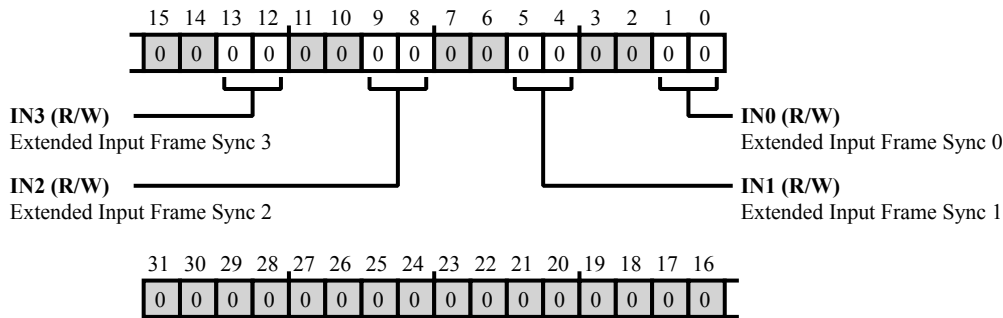 15 14 13 12 11 10 9 8 7 6 5 4 3 2 1 0
0 0 0 0 0 0 0 0 0 0 0 0 0 0 0 0
IN3 (R/W)
Extended Input Frame Sync 3
IN0 (R/W)
Extended Input Frame Sync 0
IN2 (R/W)
Extended Input Frame Sync 2
IN1 (R/W)
Extended Input Frame Sync 1
31 30 29 28 27 26 25 24 23 22 21 20 19 18 17 16
0 0 0 0 0 0 0 0 0 0 0 0 0 0 0 0